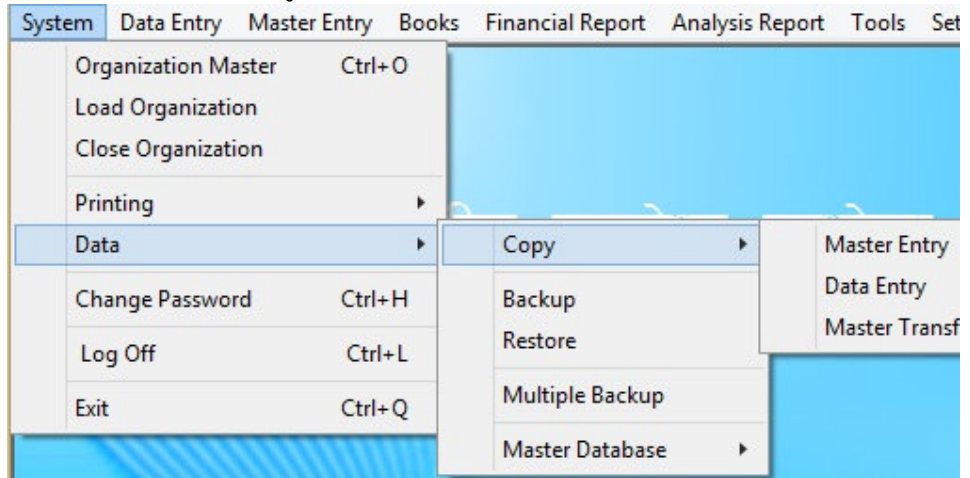 System Data Entry Master Entry Books Financial Report Analysis Report Tools
Organization Master Ctrl+O
Load Organization
Close Organization
Printing
Data
Change Password Ctrl+H
Log Off Ctrl+L
Exit Ctrl+Q
Copy
Backup
Restore
Multiple Backup
Master Database
Master Entry
Data Entry
Master Transf